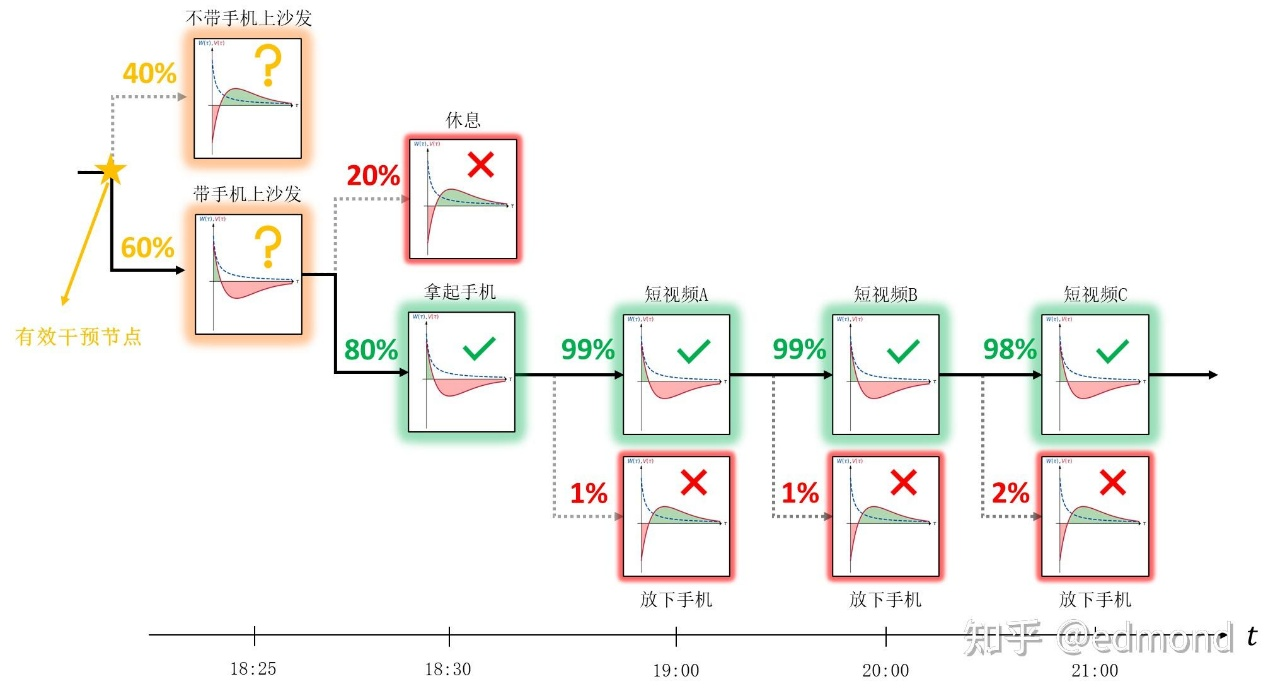 不带手机上沙发
W(τ),V(τ)
?
τ
40%
带手机上沙发
W(τ),V(τ)
?
τ
60%
有效干预节点
休息
W(τ),V(τ)
τ
20%
拿起手机
W(τ),V(τ)
τ
80%
短视频A
W(τ),V(τ)
τ
99%
短视频B
W(τ),V(τ)
τ
99%
短视频C
W(τ),V(τ)
τ
98%
W(τ),V(τ)
τ
1%
放下手机
W(τ),V(τ)
τ
1%
放下手机
W(τ),V(τ)
τ
2%
放下手机
知乎 @edmond
t
18:25
18:30
19:00
20:00
21:00